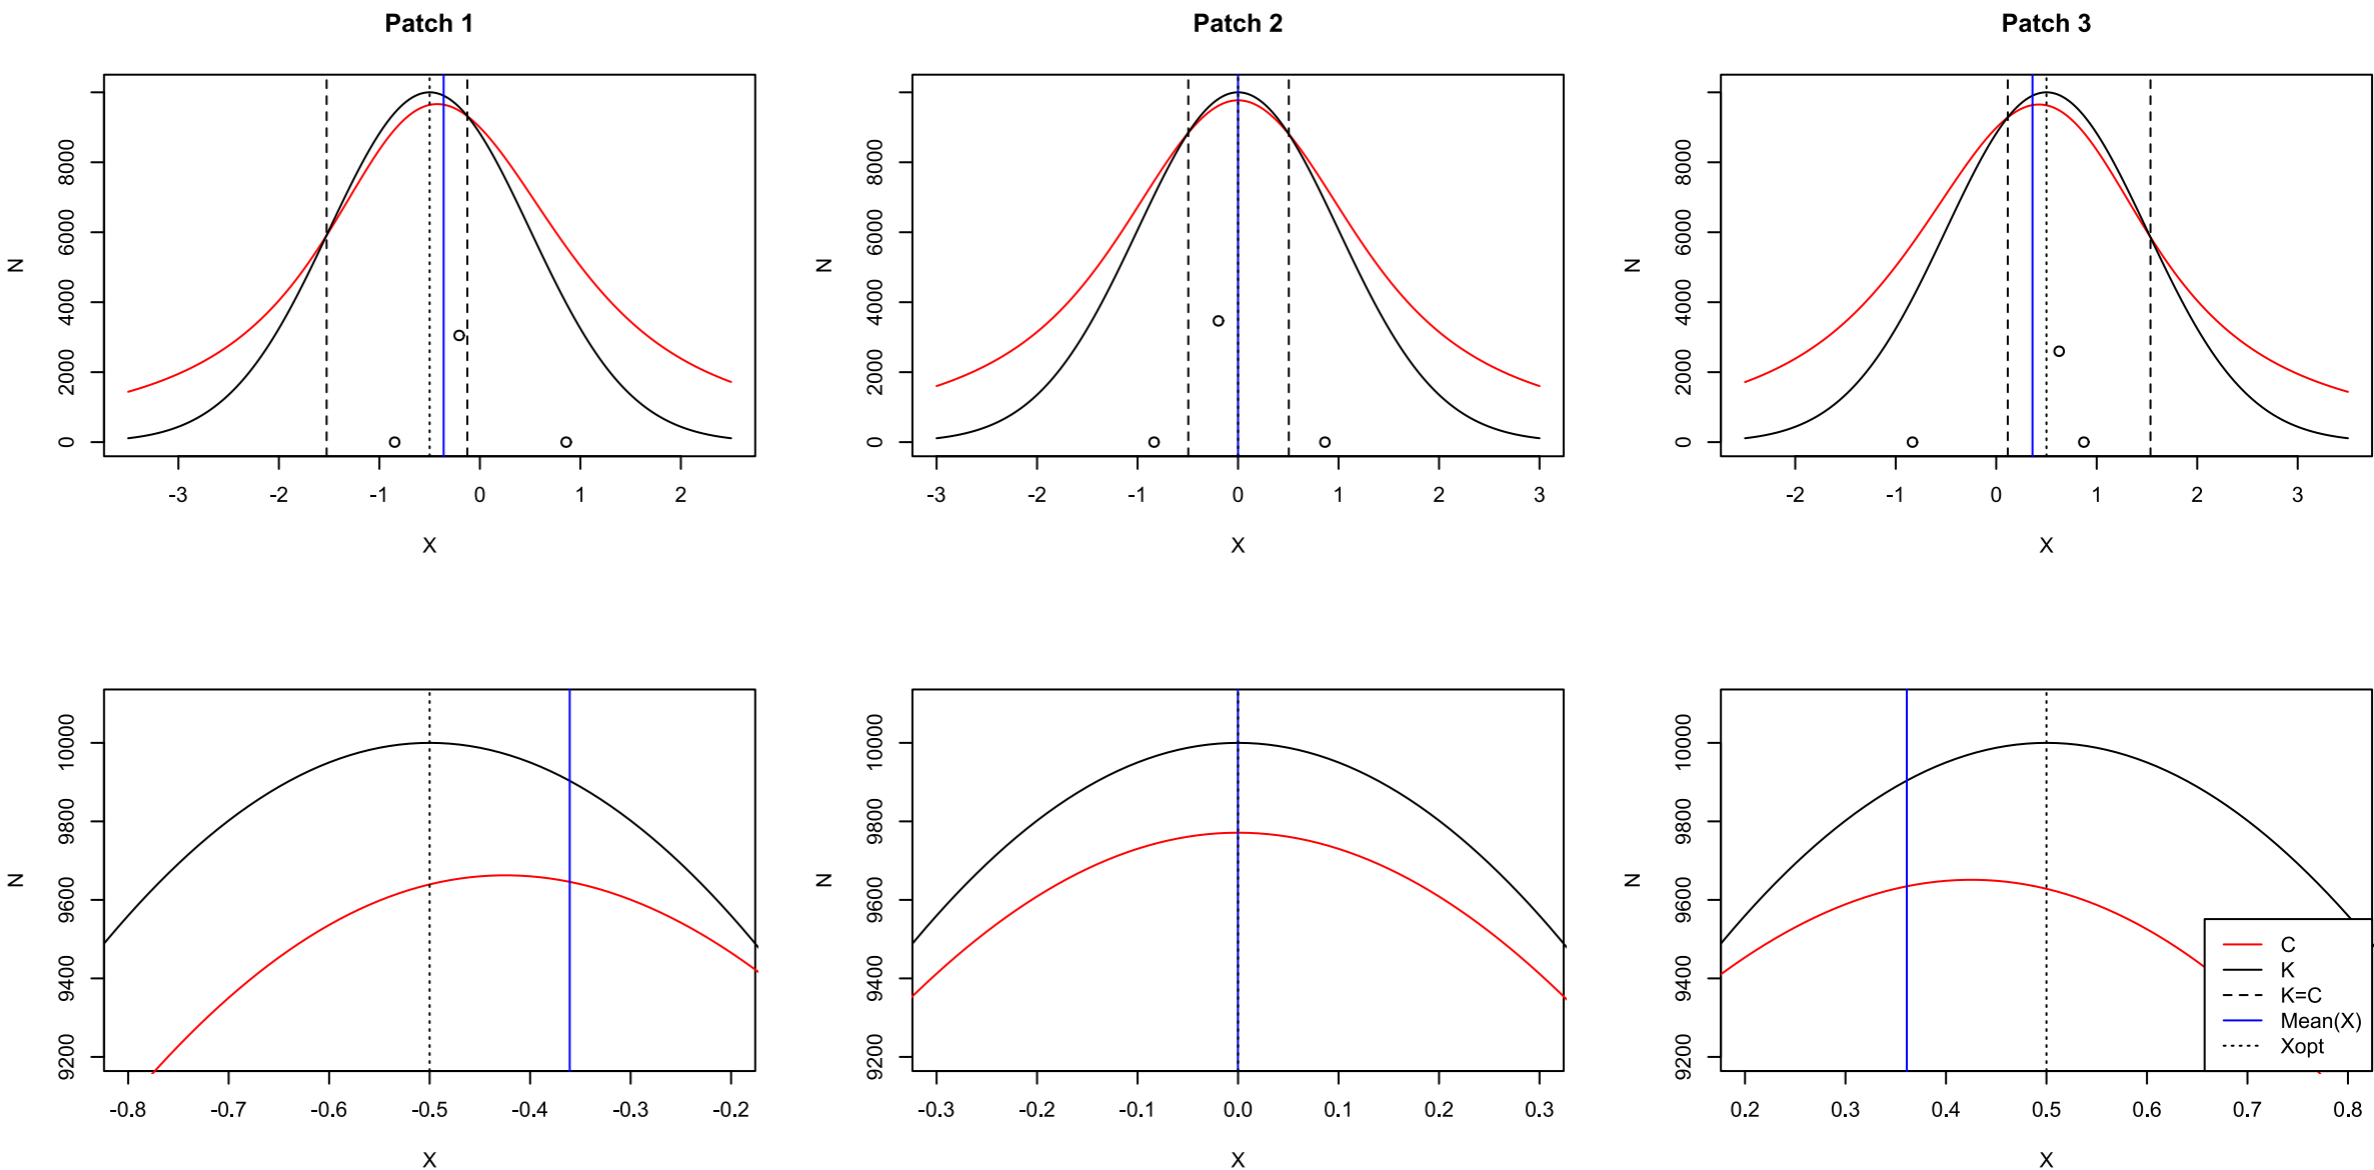 Patch 1
Patch 2
Patch 3
N
0 2000 4000 6000 8000
-3 -2 -1 0 1 2
X
N
0 2000 4000 6000 8000
-3 -2 -1 0 1 2 3
X
N
0 2000 4000 6000 8000
-2 -1 0 1 2 3
X
N
9200 9400 9600 9800 10000
-0.8 -0.7 -0.6 -0.5 -0.4 -0.3 -0.2
X
N
9200 9400 9600 9800 10000
-0.3 -0.2 -0.1 0.0 0.1 0.2 0.3
X
N
9200 9400 9600 9800 10000
0.2 0.3 0.4 0.5 0.6 0.7 0.8
X
C
K
K=C
Mean(X)
Xopt